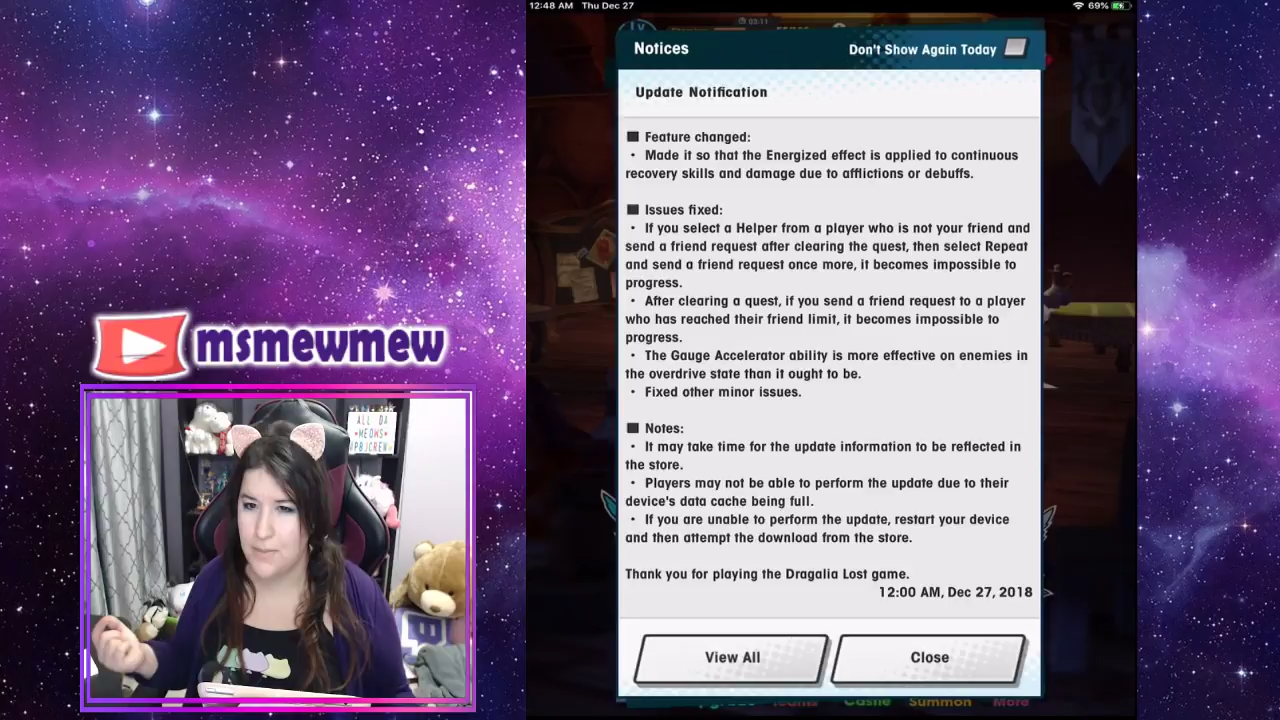 12:48 AM Thu Dec 27
69%
Notices
Don't Show Again Today
Update Notification
Feature changed:
• Made it so that the Energized effect is applied to continuous
recovery skills and damage due to afflictions or debuffs.
Issues fixed:
• If you select a Helper from a player who is not your friend and
send a friend request after clearing the quest, then select Repeat
and send a friend request once more, it becomes impossible to
progress.
• After clearing a quest, if you send a friend request to a player
who has reached their friend limit, it becomes impossible to
progress.
• The Gauge Accelerator ability is more effective on enemies in
the overdrive state than it ought to be.
• Fixed other minor issues.
Notes:
• It may take time for the update information to be reflected in
the store.
• Players may not be able to perform the update due to their
device's data cache being full.
• If you are unable to perform the update, restart your device
and then attempt the download from the store.
Thank you for playing the Dragalia Lost game.
12:00 AM, Dec 27, 2018
View All
Close
Castle Summon More
msmewmew
ALL DA
MEOWS
#PBJCREW